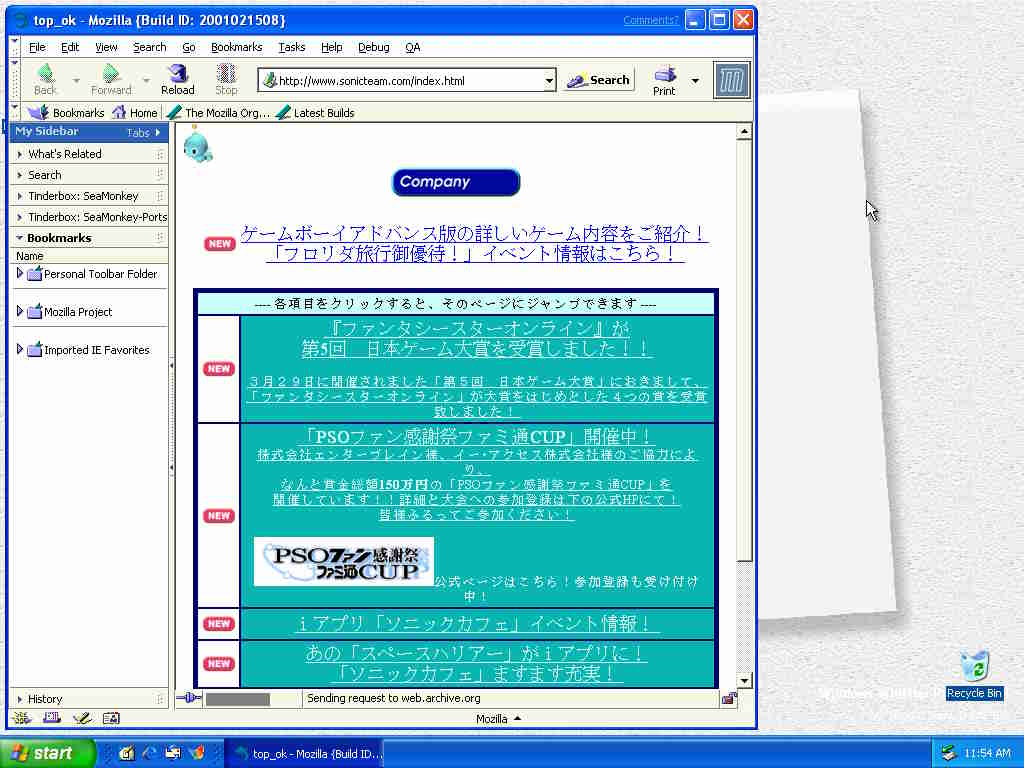 top_ok - Mozilla {Build ID: 2001021508}
Comments?
File Edit View Search Go Bookmarks Tasks Help Debug QA
Back Forward Reload Stop http://www.sonicteam.com/index.html Search Print
Bookmarks Home The Mozilla Org... Latest Builds
My Sidebar Tabs
What's Related
Search
Tinderbox: SeaMonkey
Tinderbox: SeaMonkey-Ports
Bookmarks
Name
Personal Toolbar Folder
Mozilla Project
Imported IE Favorites
History
Company
NEW ゲームボーイアドバンス版の詳しいゲーム内容をご紹介！
「フロリダ旅行御優待！」イベント情報はこちら！
---- 各項目をクリックすると、そのページにジャンプできます ----
『ファンタシースターオンライン』が
第5回　日本ゲーム大賞を受賞しました！！
NEW
３月２９日に開催されました「第５回　日本ゲーム大賞」におきまして、
「ファンタシースターオンライン」が大賞をはじめとした４つの賞を受賞
致しました！
「PSOファン感謝祭ファミ通CUP」開催中！
株式会社エンターブレイン様、イー・アクセス株式会社様のご協力によ
り、
なんと賞金総額150万円の「PSOファン感謝祭ファミ通CUP」を
開催しています！！詳細と大会への参加登録は下の公式HPにて！
皆様ふるってご参加ください！
NEW
PSOファン感謝祭
ファミ通CUP
公式ページはこちら！参加登録も受け付け
中！
NEW ｉアプリ「ソニックカフェ」イベント情報！
NEW あの「スペースハリアー」がｉアプリに！
「ソニックカフェ」ますます充実！
Sending request to web.archive.org
Mozilla
Recycle Bin
start top_ok - Mozilla {Build ID... 11:54 AM